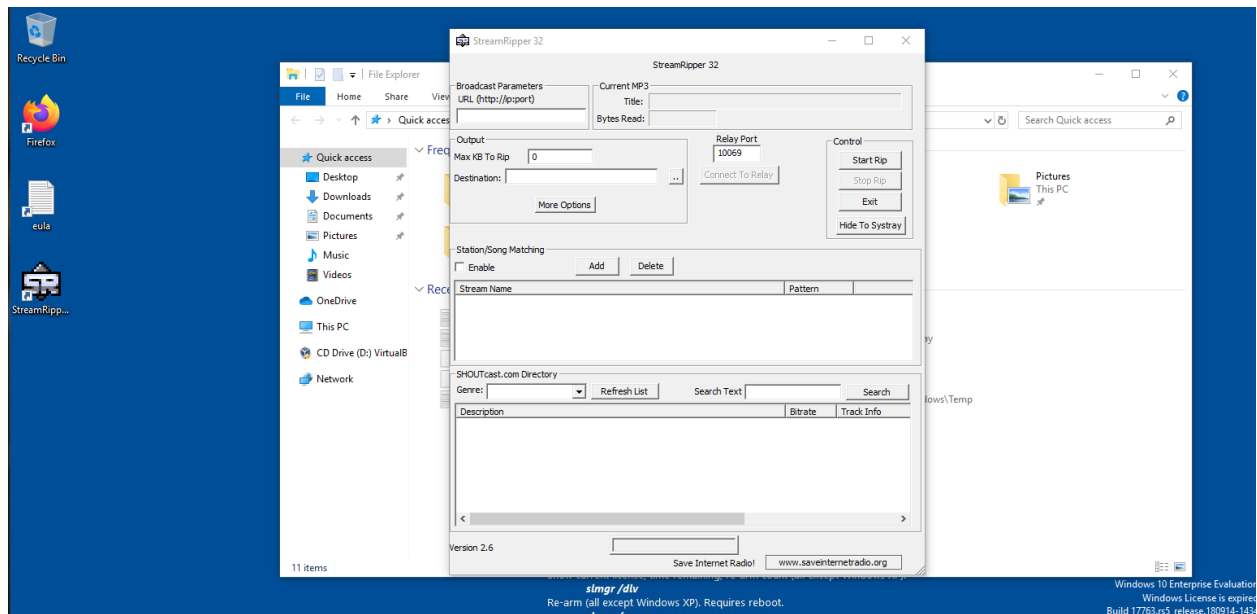 Recycle Bin
Firefox
eula
StreamRipp...
File Explorer
File Home Share View
Quick access
Search Quick access
Quick access
Desktop
Downloads
Documents
Pictures
Music
Videos
OneDrive
This PC
CD Drive (D:) VirtualB
Network
11 items
Pictures
This PC
StreamRipper 32
StreamRipper 32
Broadcast Parameters
URL (http://ip:port)
Current MP3
Title:
Bytes Read:
Output
Max KB To Rip 0
Destination: ..
More Options
Relay Port
10069
Connect To Relay
Control
Start Rip
Stop Rip
Exit
Hide To Systray
Station/Song Matching
Enable Add Delete
Stream Name Pattern
SHOUTcast.com Directory
Genre: Refresh List Search Text Search
Description Bitrate Track Info
Version 2.6
Save Internet Radio! www.saveinternetradio.org
slmgr /dlv
Re-arm (all except Windows XP). Requires reboot.
Windows 10 Enterprise Evaluation
Windows License is expired
Build 17763.rs5_release.180914-1434